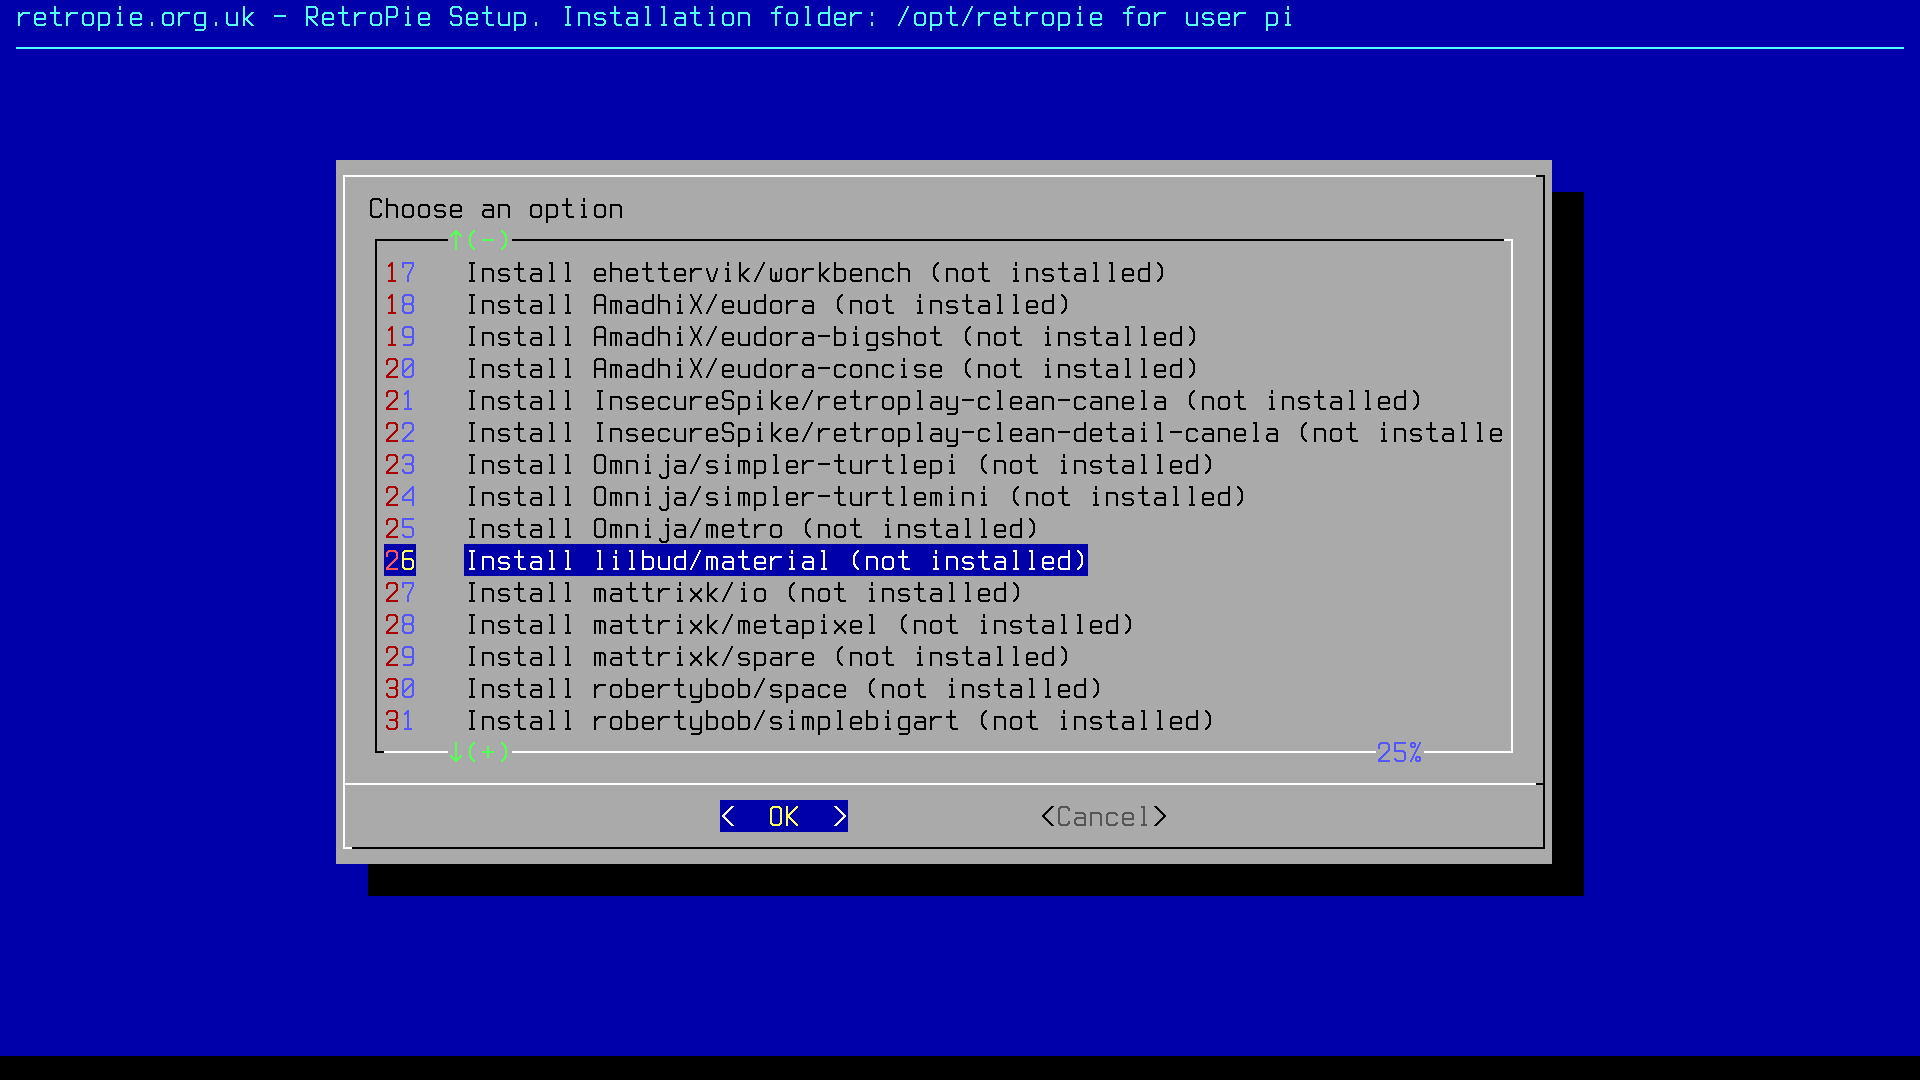 retropie.org.uk - RetroPie Setup. Installation folder: /opt/retropie for user pi
Choose an option
↑(-)
17 Install ehettervik/workbench (not installed)
18 Install AmadhiX/eudora (not installed)
19 Install AmadhiX/eudora-bigshot (not installed)
20 Install AmadhiX/eudora-concise (not installed)
21 Install InsecureSpike/retroplay-clean-canela (not installed)
22 Install InsecureSpike/retroplay-clean-detail-canela (not installe
23 Install Omnija/simpler-turtlepi (not installed)
24 Install Omnija/simpler-turtlemini (not installed)
25 Install Omnija/metro (not installed)
26 Install lilbud/material (not installed)
27 Install mattrixk/io (not installed)
28 Install mattrixk/metapixel (not installed)
29 Install mattrixk/spare (not installed)
30 Install robertybob/space (not installed)
31 Install robertybob/simplebigart (not installed)
↓(+) 25%
< OK > <Cancel>